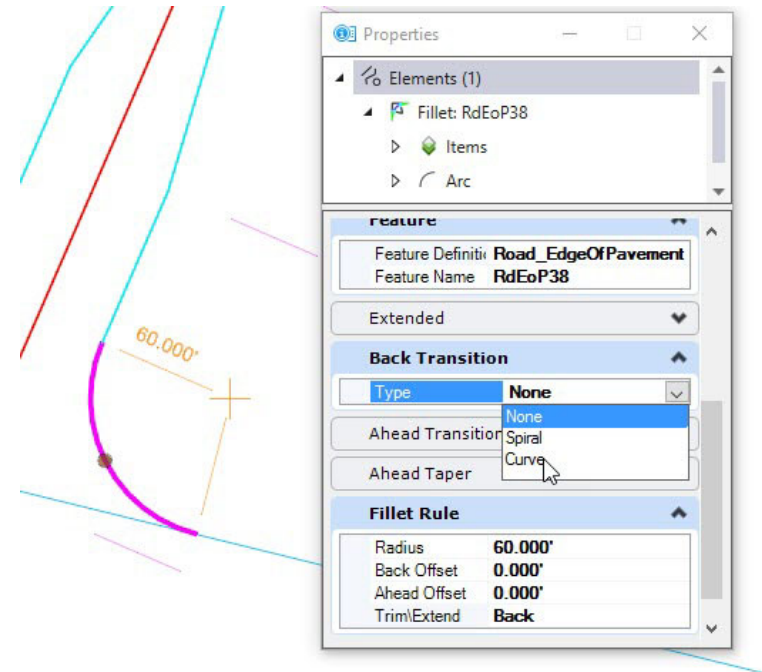 Properties
Elements (1)
Fillet: RdEoP38
Items
Arc
Feature
Feature Definiti Road_EdgeOfPavement
Feature Name RdEoP38
Extended
Back Transition
Type None
None
Spiral
Curve
Ahead Transition
Ahead Taper
Fillet Rule
Radius 60.000'
Back Offset 0.000'
Ahead Offset 0.000'
Trim\Extend Back
60.000'